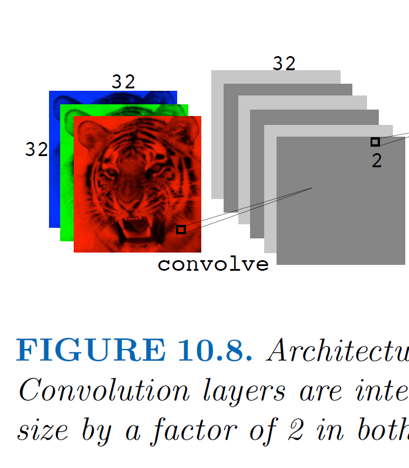 32
32
32
2
convolve
FIGURE 10.8. Architectu
Convolution layers are inte
size by a factor of 2 in both